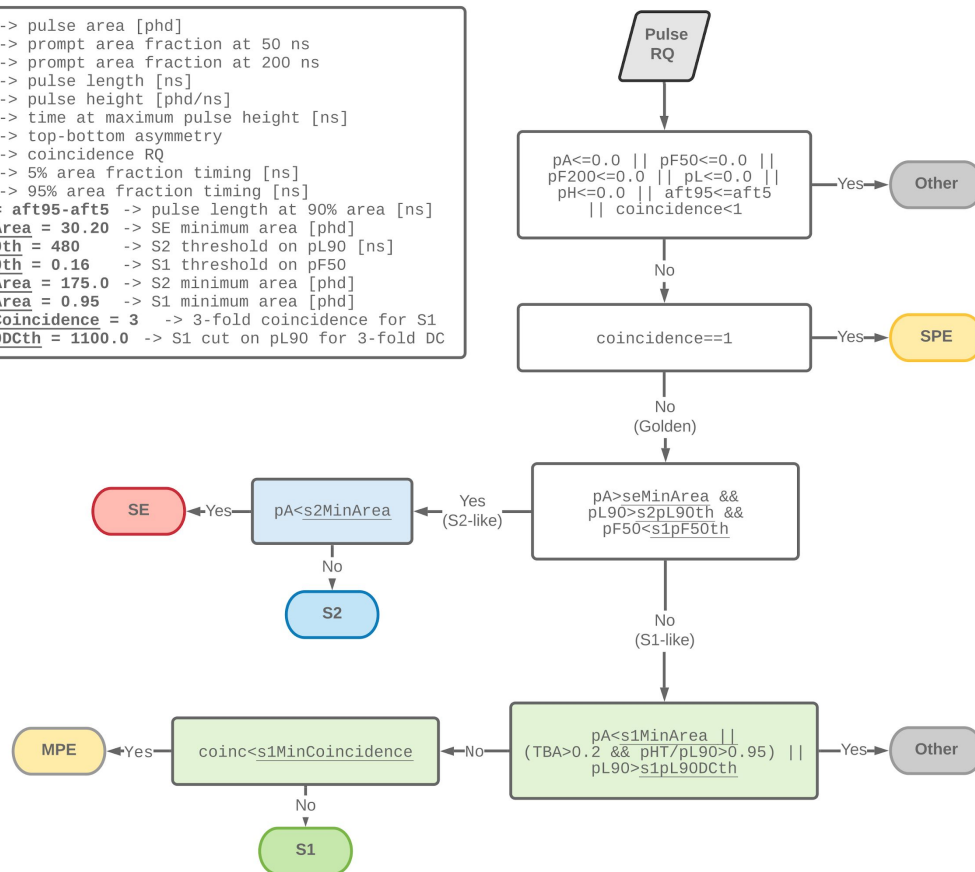 -> pulse area [phd]
-> prompt area fraction at 50 ns
-> prompt area fraction at 200 ns
-> pulse length [ns]
-> pulse height [phd/ns]
-> time at maximum pulse height [ns]
-> top-bottom asymmetry
-> coincidence RQ
-> 5% area fraction timing [ns]
-> 95% area fraction timing [ns]
aft95-aft5 -> pulse length at 90% area [ns]
Area = 30.20 -> SE minimum area [phd]
th = 480 -> S2 threshold on pL90 [ns]
th = 0.16 -> S1 threshold on pF50
Area = 175.0 -> S2 minimum area [phd]
Area = 0.95 -> S1 minimum area [phd]
Coincidence = 3 -> 3-fold coincidence for S1
DCth = 1100.0 -> S1 cut on pL90 for 3-fold DC
Pulse
RQ
pA<=0.0 || pF50<=0.0 ||
pF200<=0.0 || pL<=0.0 ||
pH<=0.0 || aft95<=aft5
|| coincidence<1
Yes
Other
No
coincidence==1
Yes
SPE
No
(Golden)
pA>seMinArea &&
pL90>s2pL90th &&
pF50<s1pF50th
Yes
(S2-like)
pA<s2MinArea
Yes
SE
No
S2
No
(S1-like)
pA<s1MinArea ||
(TBA>0.2 && pHT/pL90>0.95) ||
pL90>s1pL90DCth
Yes
Other
No
coinc<s1MinCoincidence
Yes
MPE
No
S1